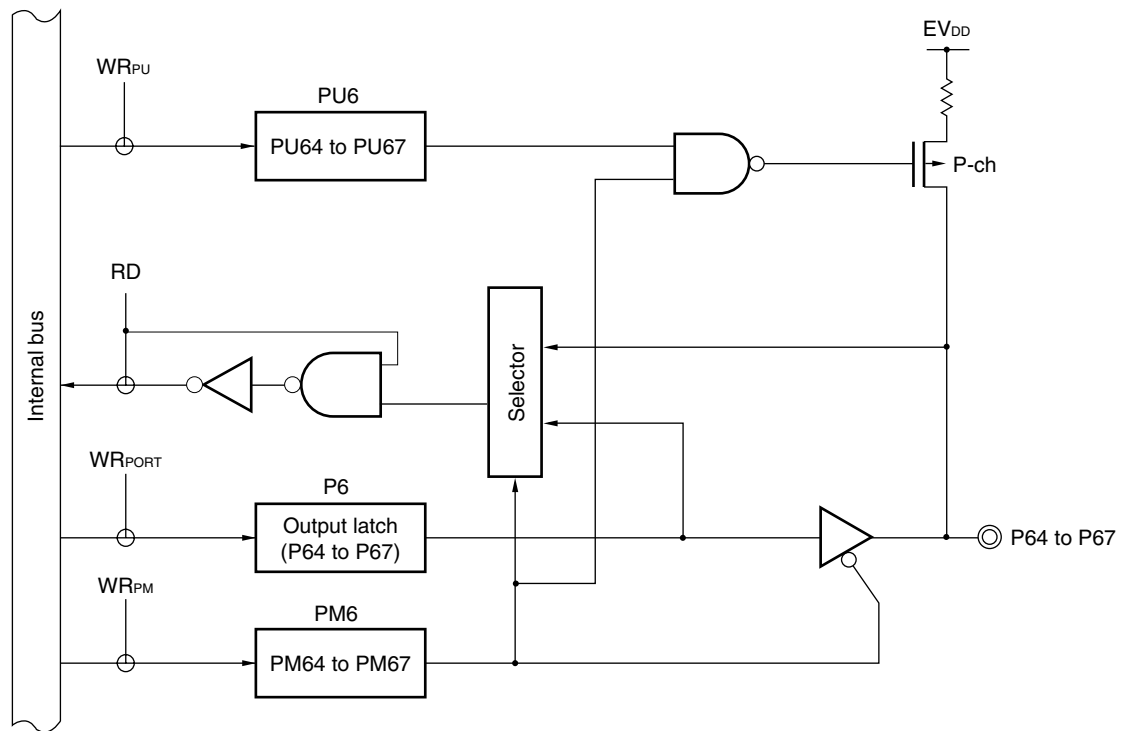 EVDD
WRPU
PU6
PU64 to PU67
P-ch
RD
Internal bus
Selector
WRPORT
P6
Output latch
(P64 to P67)
P64 to P67
WRPM
PM6
PM64 to PM67